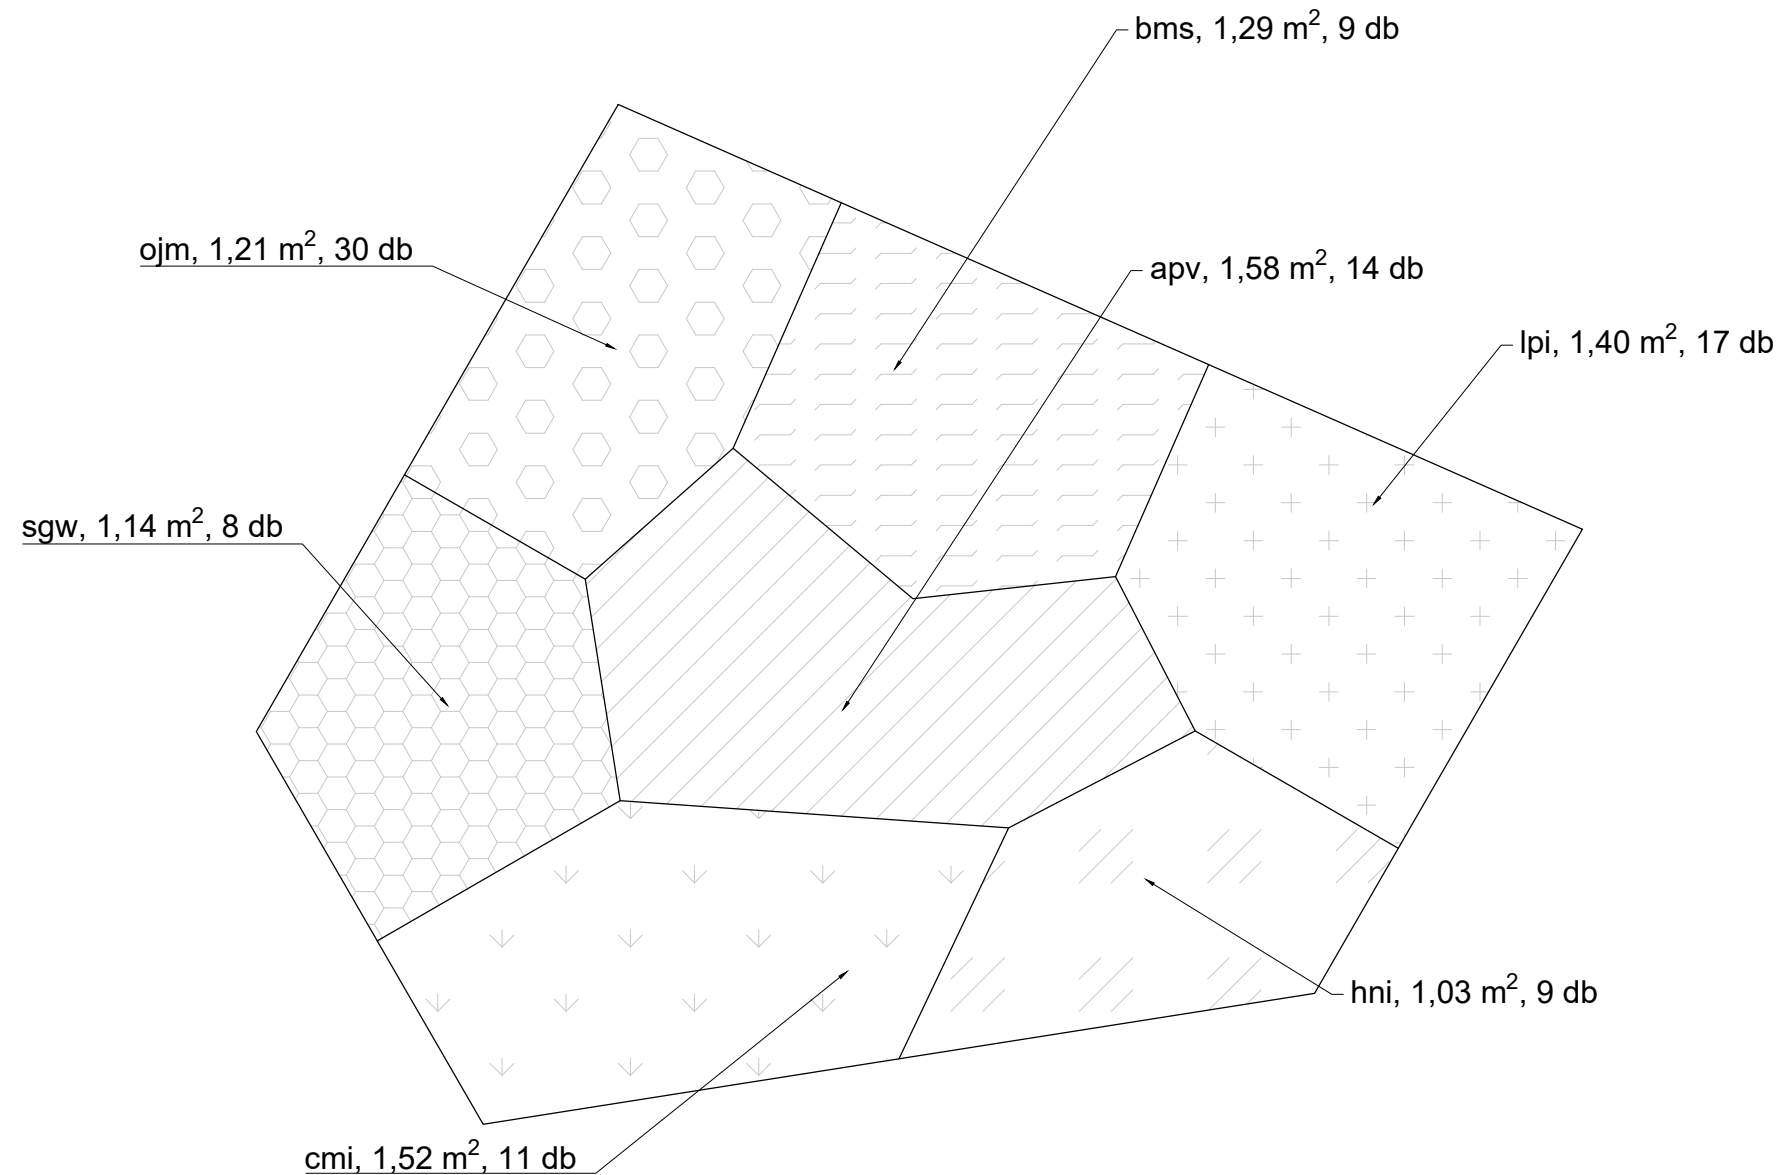 bms, 1,29 m², 9 db
ojm, 1,21 m², 30 db
apv, 1,58 m², 14 db
lpi, 1,40 m², 17 db
sgw, 1,14 m², 8 db
hni, 1,03 m², 9 db
cmi, 1,52 m², 11 db